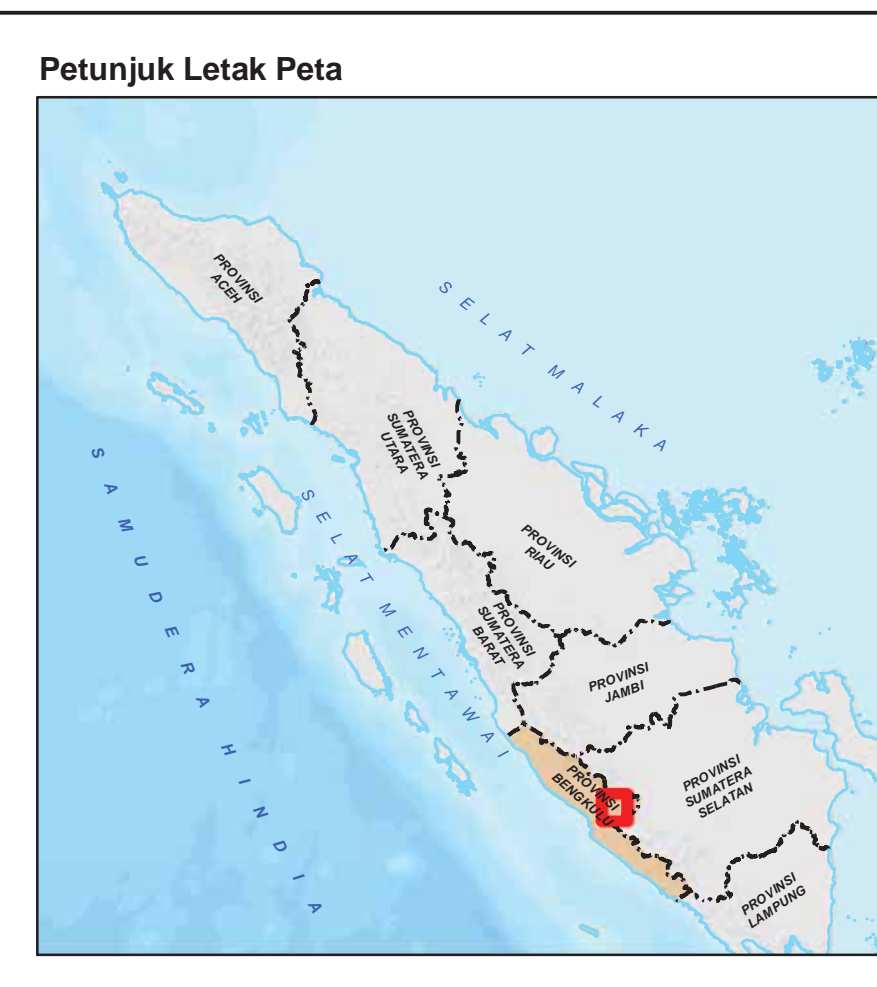 Petunjuk Letak Peta
PROVINSI
ACEH
SELAT MALAKA
PROVINSI
SUMATERA
UTARA
SAMUDERA HINDIA
SELAT MENTAWAI
PROVINSI
RIAU
PROVINSI
SUMATERA
BARAT
PROVINSI
JAMBI
PROVINSI
BENGKULU
PROVINSI
SUMATERA
SELATAN
PROVINSI
LAMPUNG